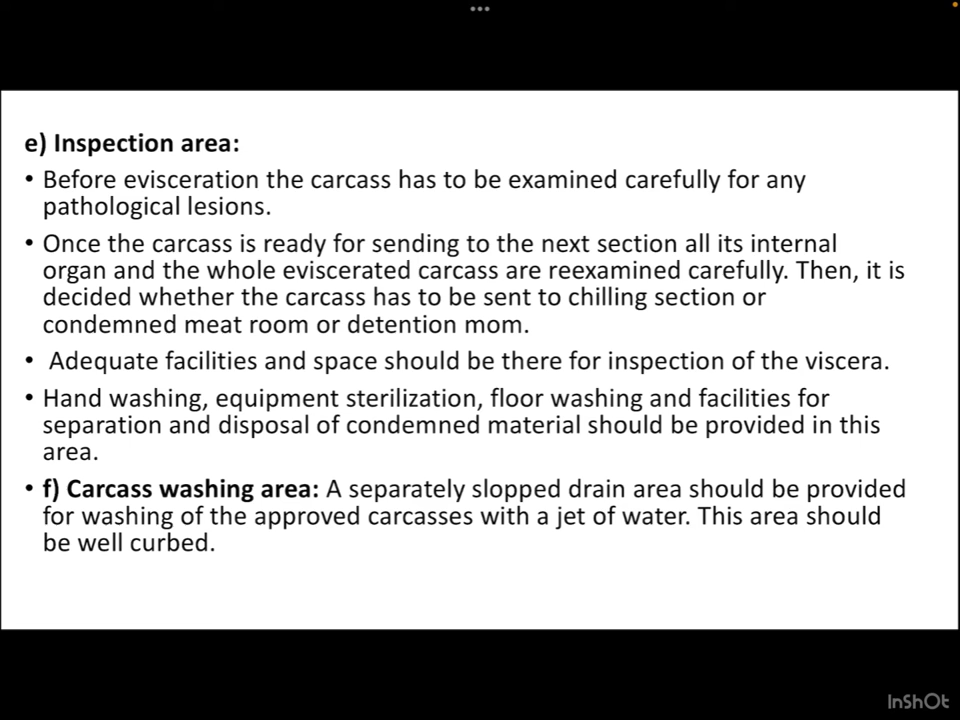 e) Inspection area:
• Before evisceration the carcass has to be examined carefully for any
pathological lesions.
• Once the carcass is ready for sending to the next section all its internal
organ and the whole eviscerated carcass are reexamined carefully. Then, it is
decided whether the carcass has to be sent to chilling section or
condemned meat room or detention mom.
• Adequate facilities and space should be there for inspection of the viscera.
• Hand washing, equipment sterilization, floor washing and facilities for
separation and disposal of condemned material should be provided in this
area.
• f) Carcass washing area: A separately slopped drain area should be provided
for washing of the approved carcasses with a jet of water. This area should
be well curbed.
InShOt